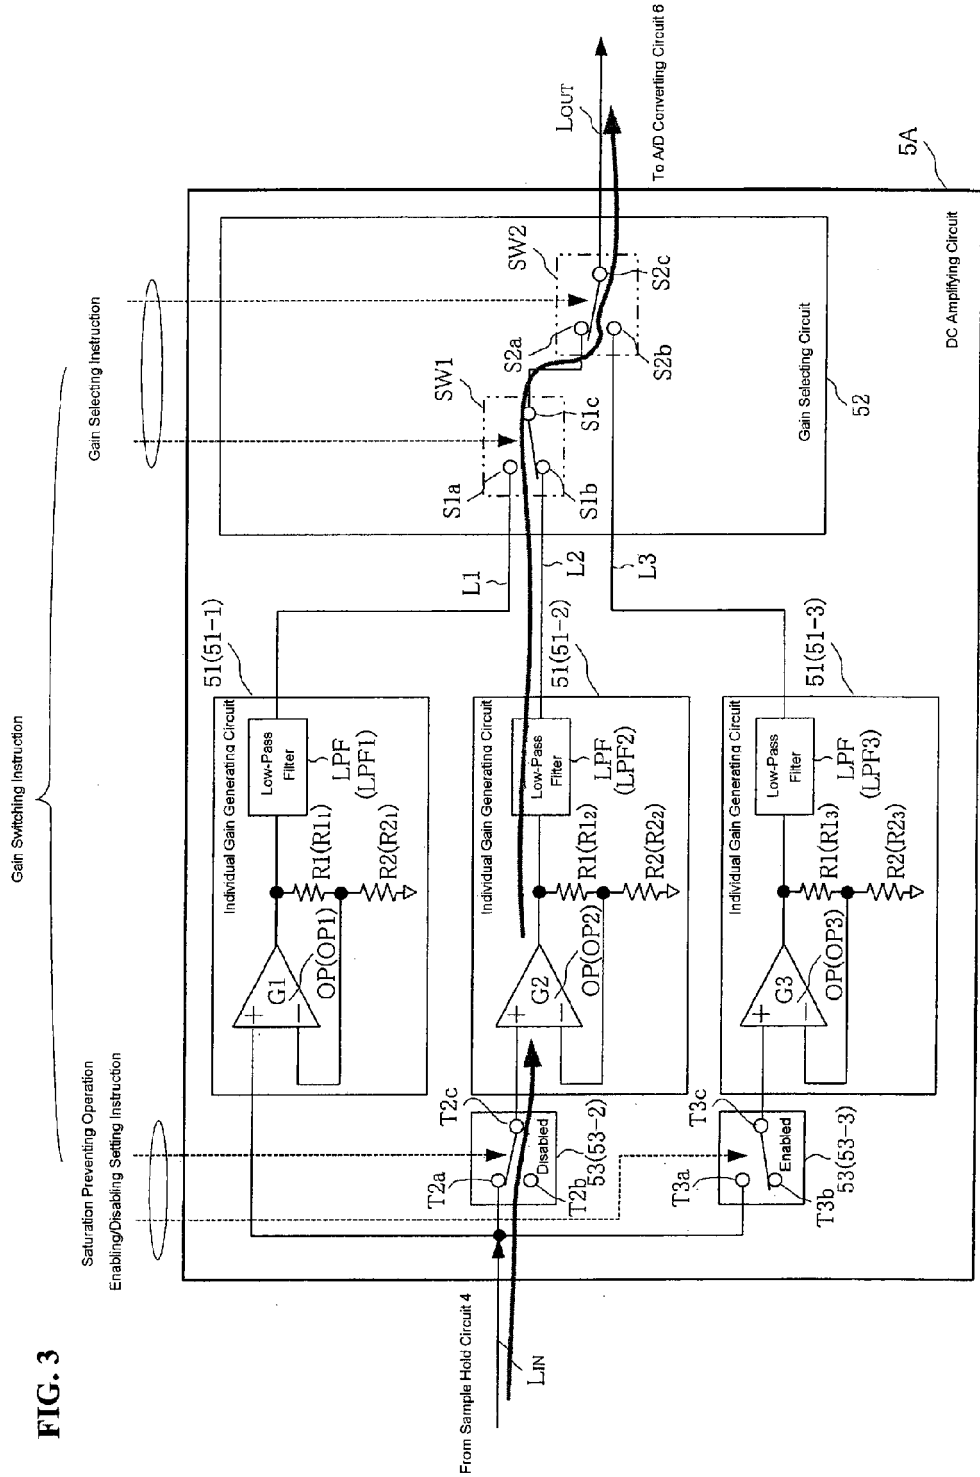 FIG. 3
Gain Switching Instruction
Saturation Preventing Operation
Enabling/Disabling Setting Instruction
Gain Selecting Instruction
From Sample Hold Circuit 4
LIN
T2a
T2b
T2c
Disabled
53(53-2)
T3a
T3b
T3c
Enabled
53(53-3)
Individual Gain Generating Circuit
51(51-1)
+
G1
−
OP(OP1)
R1(R11)
R2(R21)
Low-Pass
Filter
LPF
(LPF1)
Individual Gain Generating Circuit
51(51-2)
+
G2
−
OP(OP2)
R1(R12)
R2(R22)
Low-Pass
Filter
LPF
(LPF2)
Individual Gain Generating Circuit
51(51-3)
+
G3
−
OP(OP3)
R1(R13)
R2(R23)
Low-Pass
Filter
LPF
(LPF3)
L1
L2
L3
SW1
S1a
S1b
S1c
SW2
S2a
S2b
S2c
Gain Selecting Circuit
52
LOUT
To A/D Converting Circuit 6
5A
DC Amplifying Circuit